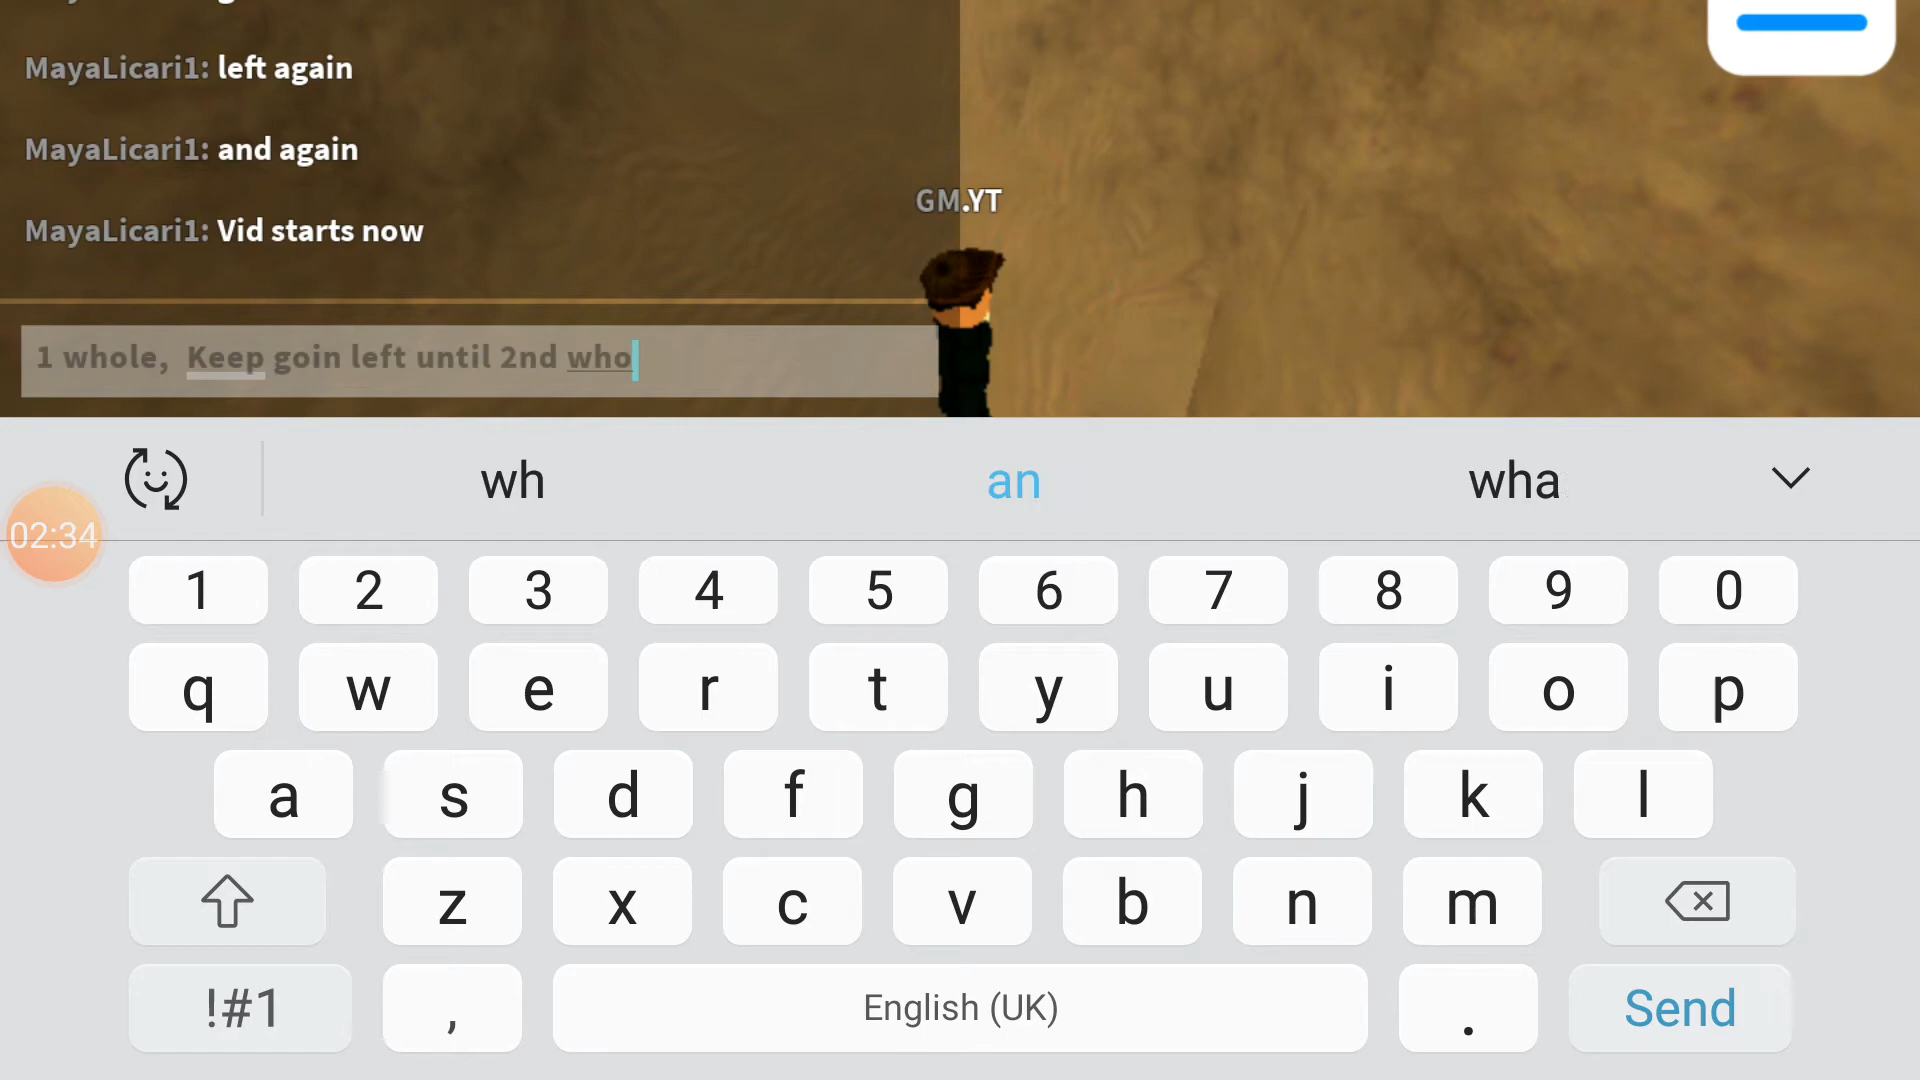 MayaLicari1: left again
MayaLicari1: and again
GM.YT
MayaLicari1: Vid starts now
1 whole, Keep goin left until 2nd who
wh an wha
02:34
1 2 3 4 5 6 7 8 9 0
q w e r t y u i o p
a s d f g h j k l
z x c v b n m
!#1 , English (UK) . Send